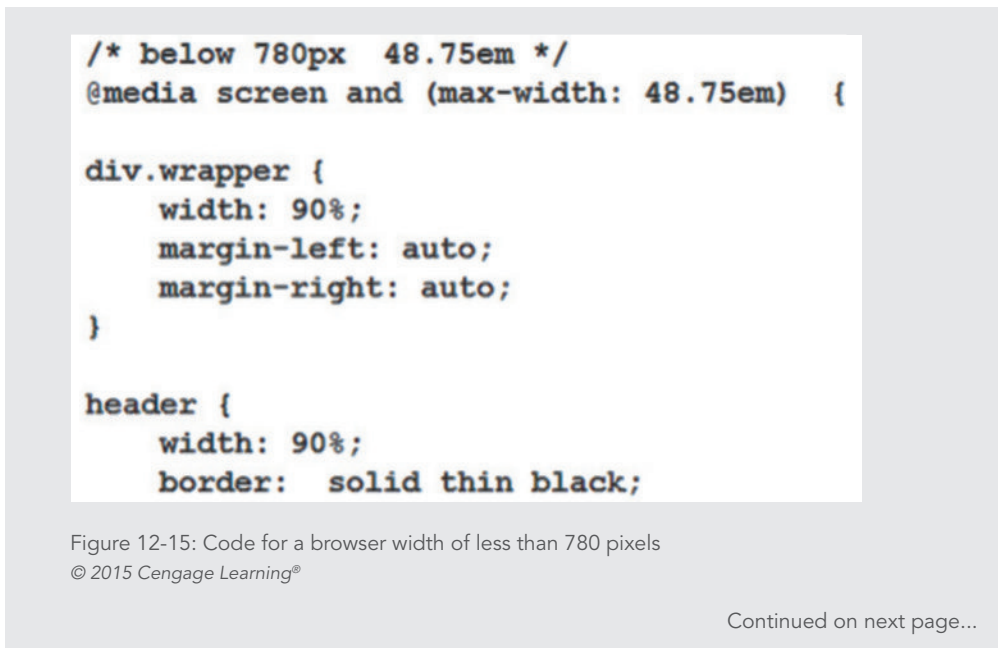 /* below 780px  48.75em */
@media screen and (max-width: 48.75em)  {
div.wrapper {
    width: 90%;
    margin-left: auto;
    margin-right: auto;
}
header {
    width: 90%;
    border:  solid thin black;
Figure 12-15: Code for a browser width of less than 780 pixels
© 2015 Cengage Learning®
Continued on next page...